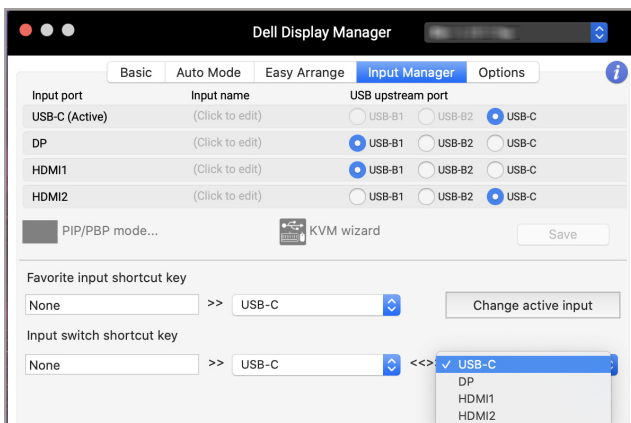 Dell Display Manager
Basic Auto Mode Easy Arrange Input Manager Options i
Input port Input name USB upstream port
USB-C (Active) (Click to edit) USB-B1 USB-B2 USB-C
DP (Click to edit) USB-B1 USB-B2 USB-C
HDMI1 (Click to edit) USB-B1 USB-B2 USB-C
HDMI2 (Click to edit) USB-B1 USB-B2 USB-C
PIP/PBP mode... KVM wizard Save
Favorite input shortcut key
None >> USB-C Change active input
Input switch shortcut key
None >> USB-C <<>> ✓ USB-C
DP
HDMI1
HDMI2